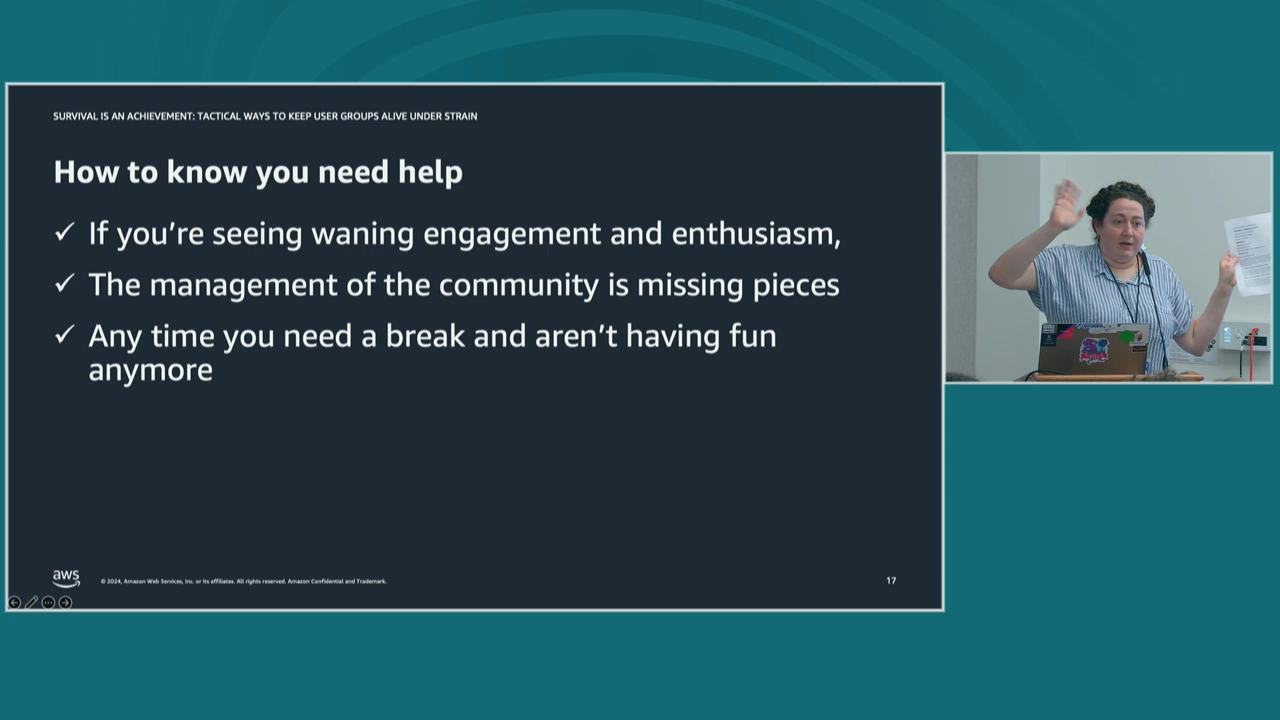 SURVIVAL IS AN ACHIEVEMENT: TACTICAL WAYS TO KEEP USER GROUPS ALIVE UNDER STRAIN
How to know you need help
✓ If you’re seeing waning engagement and enthusiasm,
✓ The management of the community is missing pieces
✓ Any time you need a break and aren’t having fun
anymore
aws
© 2024, Amazon Web Services, Inc. or its affiliates. All rights reserved. Amazon Confidential and Trademark.
17